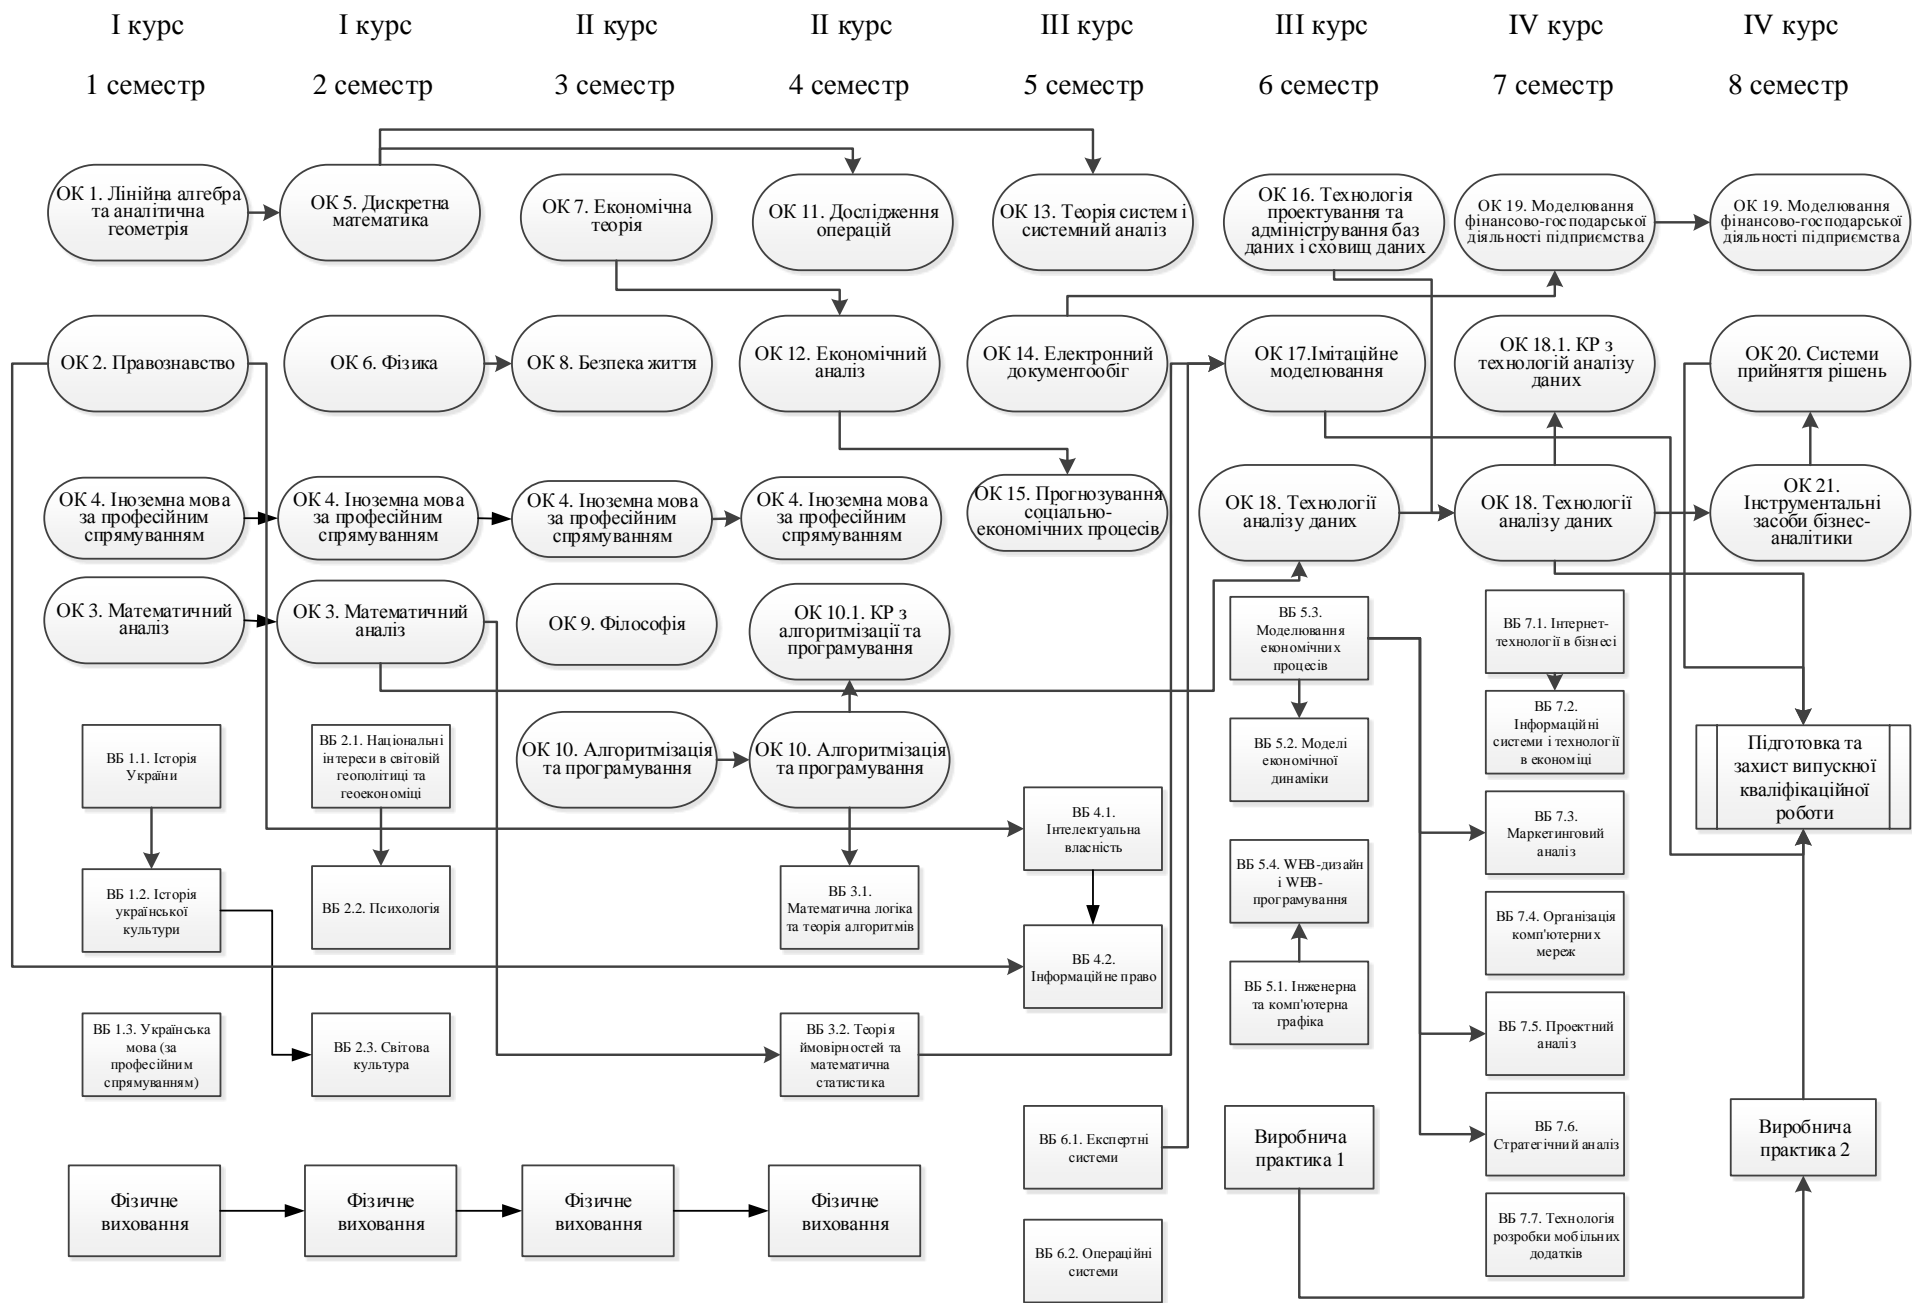 I курс
I курс
II курс
II курс
III курс
III курс
IV курс
IV курс
1 семестр
2 семестр
3 семестр
4 семестр
5 семестр
6 семестр
7 семестр
8 семестр
ОК 1. Лінійна алгебра
та аналітична
геометрія
ОК 5. Дискретна
математика
ОК 7. Економічна
теорія
ОК 11. Дослідження
операцій
ОК 13. Теорія систем і
системний аналіз
ОК 16. Технологія
проектування та
адміністрування баз
даних і сховищ даних
ОК 19. Моделювання
фінансово-господарської
діяльності підприємства
ОК 19. Моделювання
фінансово-господарської
діяльності підприємства
ОК 2. Правознавство
ОК 6. Фізика
ОК 8. Безпека життя
ОК 12. Економічний
аналіз
ОК 14. Електронний
документообіг
ОК 17.Імітаційне
моделювання
ОК 18.1. КР з
технологій аналізу
даних
ОК 20. Системи
прийняття рішень
ОК 4. Іноземна мова
за професійним
спрямуванням
ОК 4. Іноземна мова
за професійним
спрямуванням
ОК 4. Іноземна мова
за професійним
спрямуванням
ОК 4. Іноземна мова
за професійним
спрямуванням
ОК 15. Прогнозування
соціально-
економічних процесів
ОК 18. Технології
аналізу даних
ОК 18. Технології
аналізу даних
ОК 21.
Інструментальні
засоби бізнес-
аналітики
ОК 3. Математичний
аналіз
ОК 3. Математичний
аналіз
ОК 9. Філософія
ОК 10.1. КР з
алгоритмізації та
програмування
ВБ 5.3.
Моделювання
економічних
процесів
ВБ 7.1. Інтернет-
технології в бізнесі
ВБ 1.1. Історія
України
ВБ 2.1. Національні
інтереси в світовій
геополітиці та
геоекономіці
ОК 10. Алгоритмізація
та програмування
ОК 10. Алгоритмізація
та програмування
ВБ 5.2. Моделі
економічної
динаміки
ВБ 7.2.
Інформаційні
системи і технології
в економіці
Підготовка та
захист випускної
кваліфікаційної
роботи
ВБ 4.1.
Інтелектуальна
власність
ВБ 7.3.
Маркетинговий
аналіз
ВБ 1.2. Історія
української
культури
ВБ 2.2. Психологія
ВБ 3.1.
Математична логіка
та теорія алгоритмів
ВБ 5.4. WEB-дизайн
і WEB-
програмування
ВБ 7.4. Організація
комп'ютерних
мереж
ВБ 4.2.
Інформаційне право
ВБ 5.1. Інженерна
та комп'ютерна
графіка
ВБ 1.3. Українська
мова (за
професійним
спрямуванням)
ВБ 2.3. Світова
культура
ВБ 3.2. Теорія
ймовірностей та
математична
статистика
ВБ 7.5. Проектний
аналіз
ВБ 6.1. Експертні
системи
Виробнича
практика 1
ВБ 7.6.
Стратегічний аналіз
Виробнича
практика 2
Фізичне
виховання
Фізичне
виховання
Фізичне
виховання
Фізичне
виховання
ВБ 6.2. Операційні
системи
ВБ 7.7. Технологія
розробки мобільних
додатків